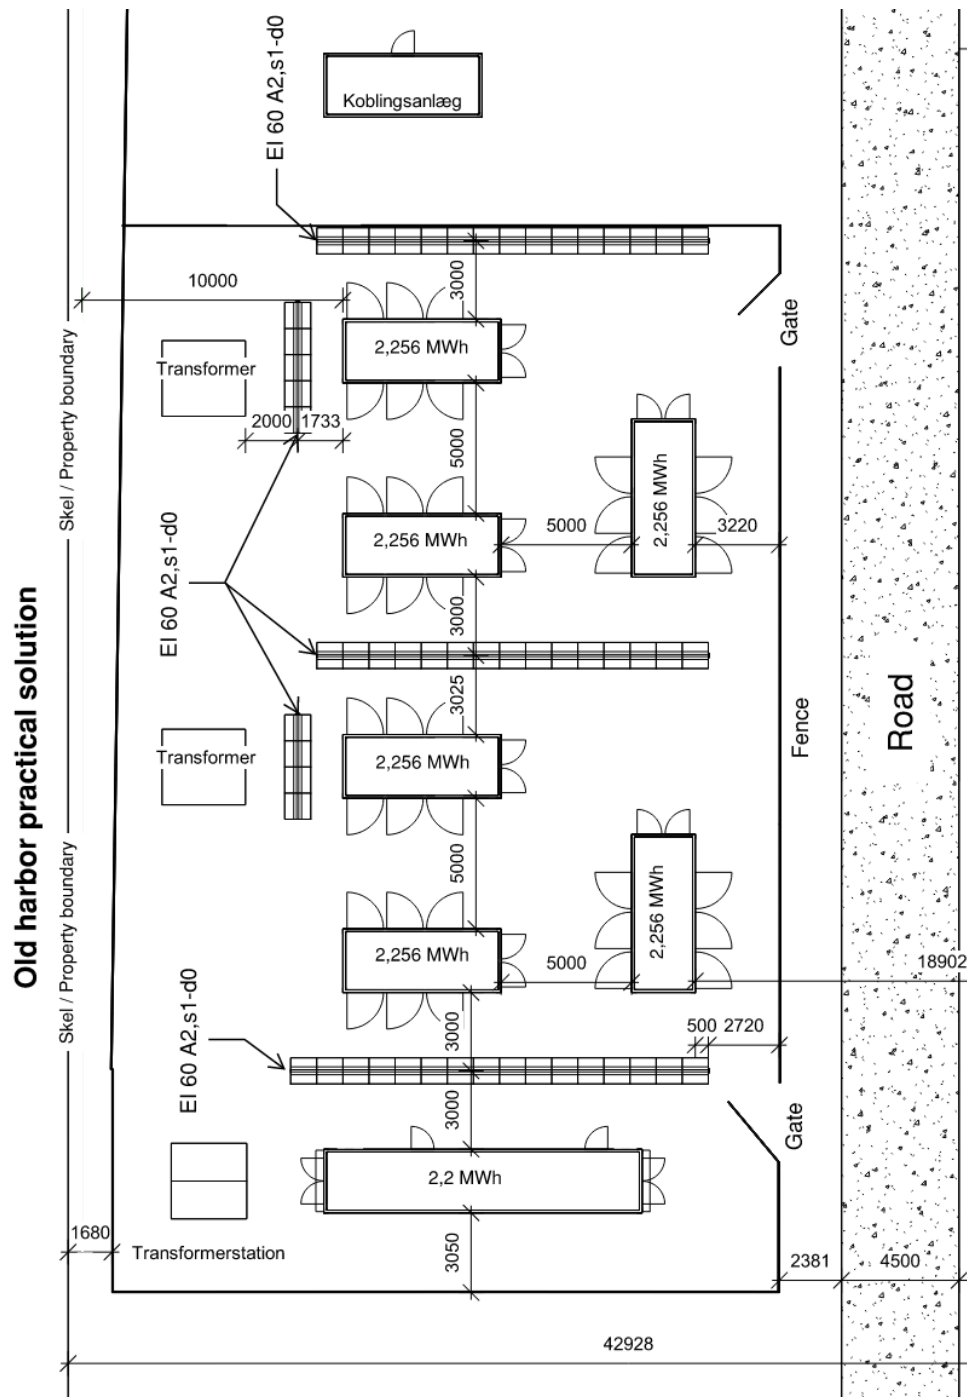 Old harbor practical solution
EI 60 A2,s1-d0
Koblingsanlæg
Skel / Property boundary
10000
3000
Gate
2,256 MWh
Transformer
2000
1733
5000
2,256 MWh
EI 60 A2,s1-d0
2,256 MWh
5000
3220
3000
3025
Fence
Road
Transformer
2,256 MWh
Skel / Property boundary
5000
2,256 MWh
2,256 MWh
5000
18902
EI 60 A2,s1-d0
3000
500
2720
3000
Gate
2,2 MWh
1680
Transformerstation
3050
2381
4500
42928